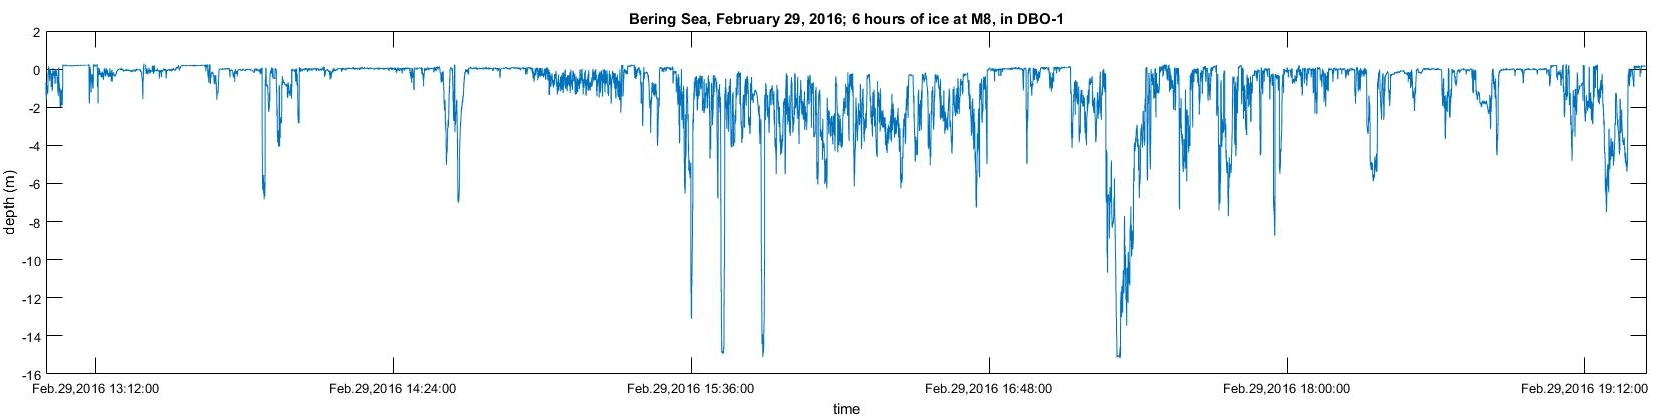 Bering Sea, February 29, 2016; 6 hours of ice at M8, in DBO-1
2
0
-2
-4
-6
-8
-10
-12
-14
-16
depth (m)
Feb.29,2016 13:12:00 Feb.29,2016 14:24:00 Feb.29,2016 15:36:00 Feb.29,2016 16:48:00 Feb.29,2016 18:00:00 Feb.29,2016 19:12:00
time